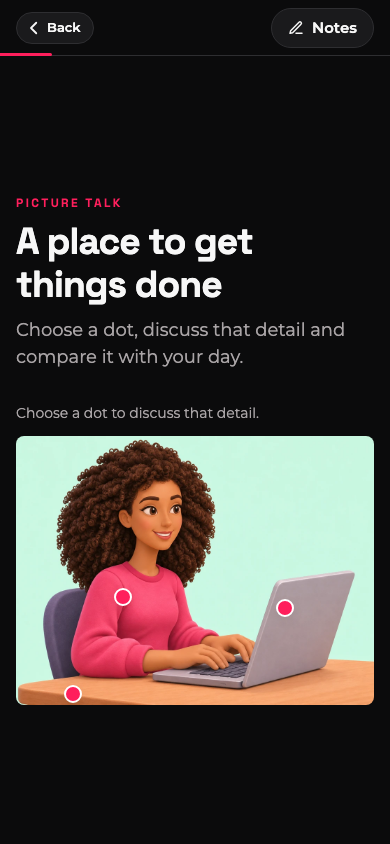 Back
Notes
PICTURE TALK
A place to get
things done
Choose a dot, discuss that detail and
compare it with your day.
Choose a dot to discuss that detail.